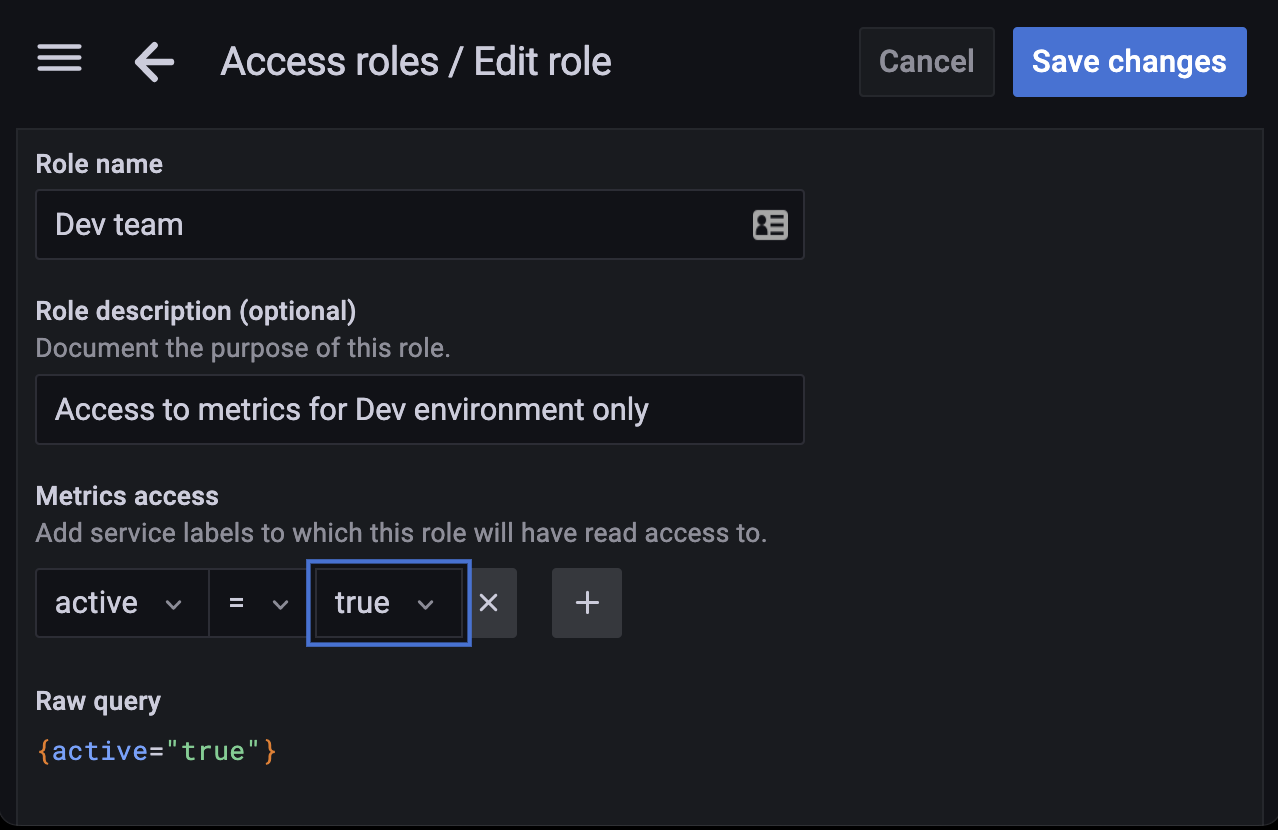 Access roles / Edit role
Cancel
Save changes
Role name
Dev team
Role description (optional)
Document the purpose of this role.
Access to metrics for Dev environment only
Metrics access
Add service labels to which this role will have read access to.
active = true
Raw query
{active="true"}